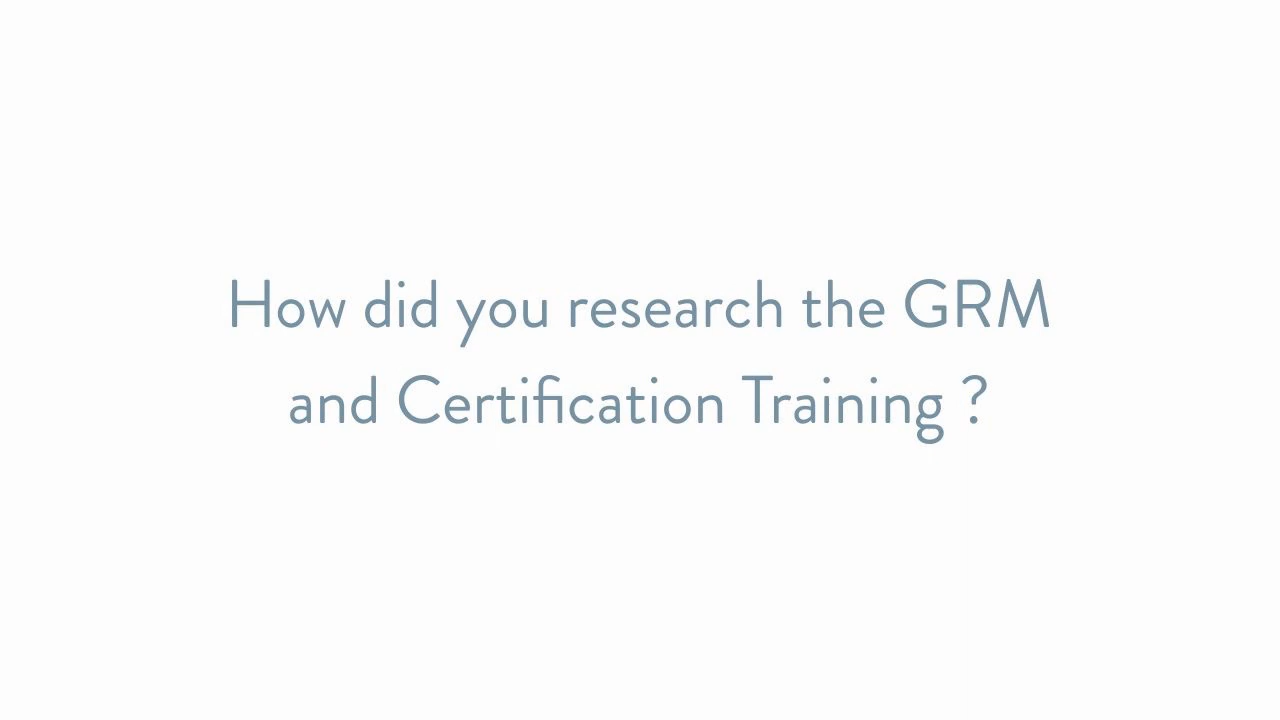 How did you research the GRM
and Certification Training ?